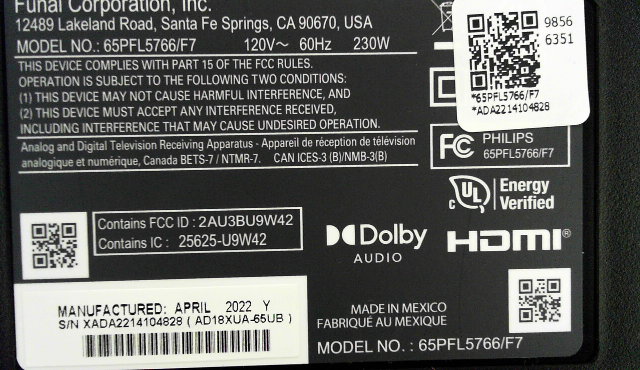 Funai Corporation, Inc.
12489 Lakeland Road, Santa Fe Springs, CA 90670, USA
MODEL NO.: 65PFL5766/F7 120V~ 60Hz 230W
THIS DEVICE COMPLIES WITH PART 15 OF THE FCC RULES.
OPERATION IS SUBJECT TO THE FOLLOWING TWO CONDITIONS:
(1) THIS DEVICE MAY NOT CAUSE HARMFUL INTERFERENCE, AND
(2) THIS DEVICE MUST ACCEPT ANY INTERFERENCE RECEIVED,
INCLUDING INTERFERENCE THAT MAY CAUSE UNDESIRED OPERATION.
Analog and Digital Television Receiving Apparatus - Appareil de réception de télévision
analogique et numérique, Canada BETS-7 / NTMR-7. CAN ICES-3 (B)/NMB-3(B)
9856
6351
*65PFL5766/F7
*ADA2214104828
FC PHILIPS
65PFL5766/F7
c UL Energy
Verified
Contains FCC ID : 2AU3BU9W42
Contains IC : 25625-U9W42
Dolby
AUDIO
HDMI®
MANUFACTURED: APRIL 2022 Y
S/N XADA2214104828 ( AD18XUA-65UB )
MADE IN MEXICO
FABRIQUÉ AU MEXIQUE
MODEL NO. : 65PFL5766/F7